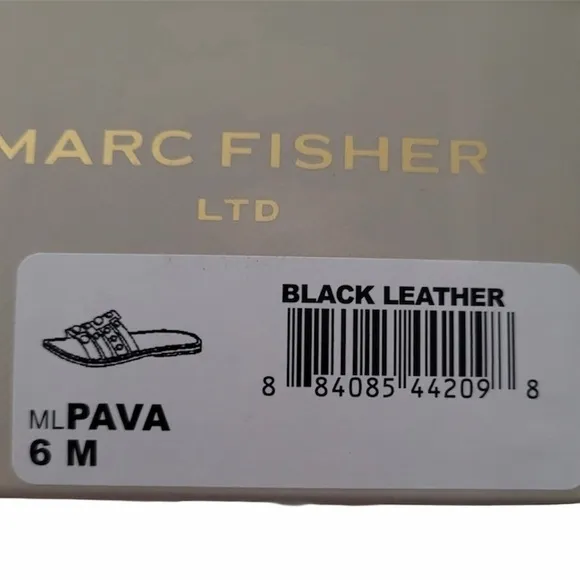 MARC FISHER
LTD
BLACK LEATHER
8 84085 44209 8
MLPAVA
6 M